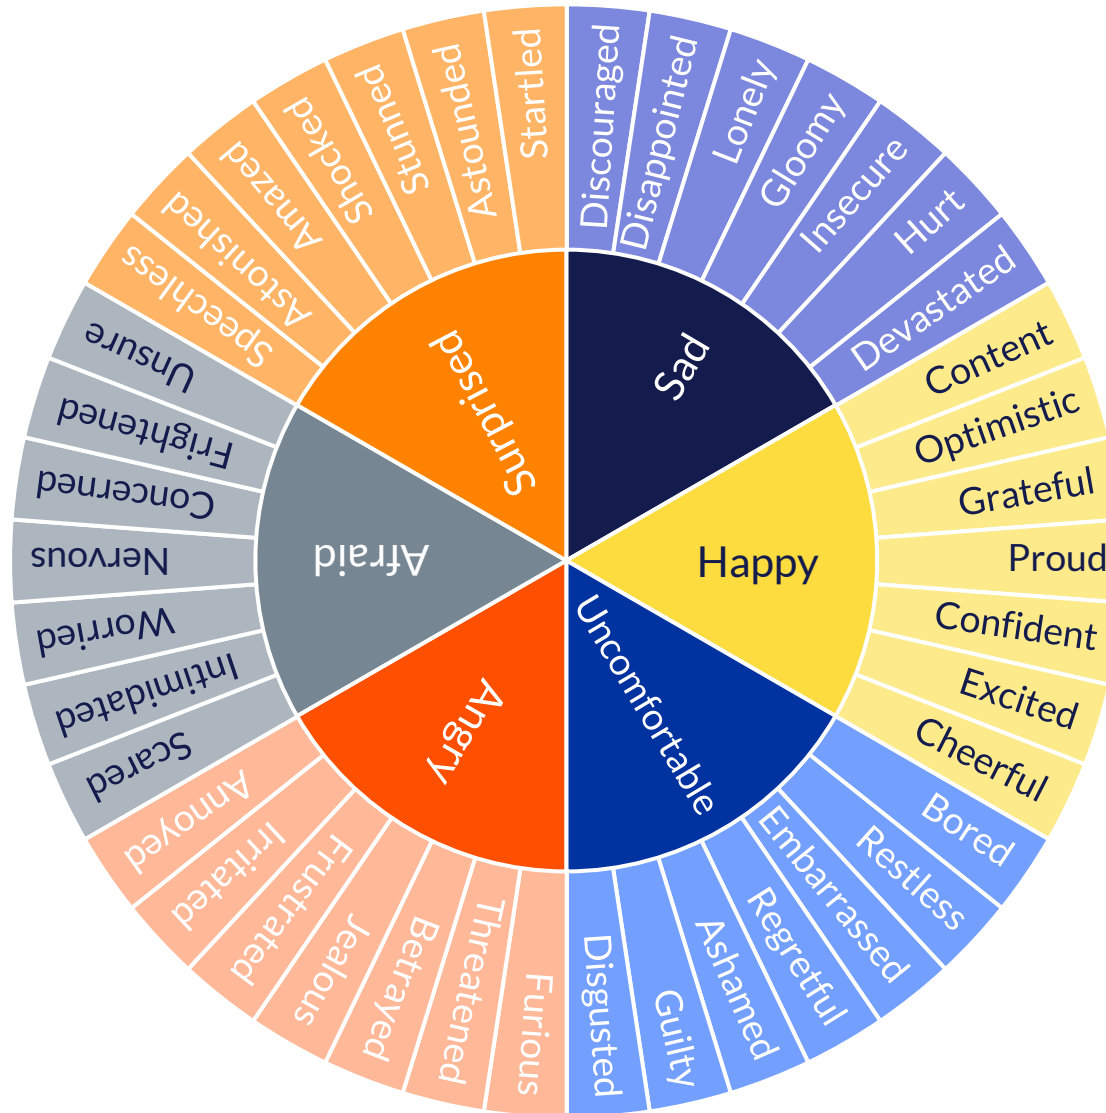 Sad
Happy
Uncomfortable
Angry
Afraid
Surprised
Discouraged
Disappointed
Lonely
Gloomy
Insecure
Hurt
Devastated
Content
Optimistic
Grateful
Proud
Confident
Excited
Cheerful
Bored
Restless
Embarrassed
Regretful
Ashamed
Guilty
Disgusted
Furious
Threatened
Betrayed
Jealous
Frustrated
Irritated
Annoyed
Scared
Intimidated
Worried
Nervous
Concerned
Frightened
Unsure
Speechless
Astonished
Amazed
Shocked
Stunned
Astounded
Startled